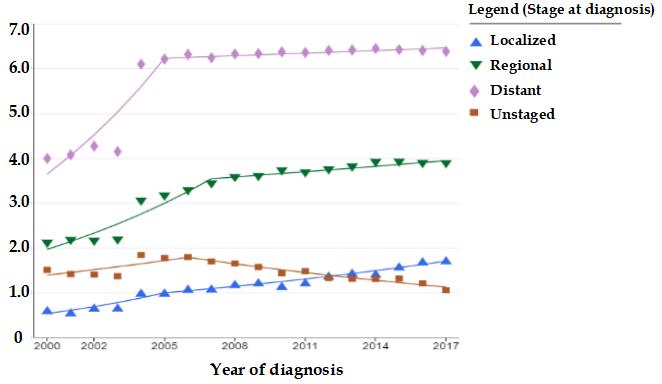 Legend (Stage at diagnosis)
Localized
Regional
Distant
Unstaged
7.0
6.0
5.0
4.0
3.0
2.0
1.0
0
2000 2002 2005 2008 2011 2014 2017
Year of diagnosis